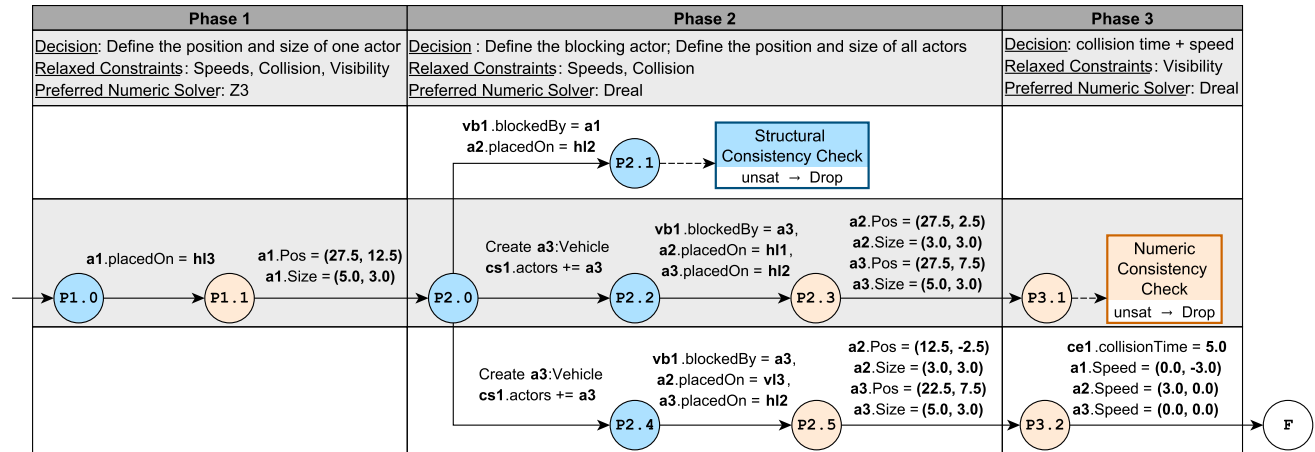 Phase 1
Phase 2
Phase 3
Decision: Define the position and size of one actor
Relaxed Constraints: Speeds, Collision, Visibility
Preferred Numeric Solver: Z3
Decision : Define the blocking actor; Define the position and size of all actors
Relaxed Constraints: Speeds, Collision
Preferred Numeric Solver: Dreal
Decision: collision time + speed
Relaxed Constraints: Visibility
Preferred Numeric Solver: Dreal
vb1.blockedBy = a1
a2.placedOn = hl2
P2.1
Structural
Consistency Check
unsat → Drop
a1.placedOn = hl3
a1.Pos = (27.5, 12.5)
a1.Size = (5.0, 3.0)
P1.0
P1.1
Create a3:Vehicle
cs1.actors += a3
vb1.blockedBy = a3,
a2.placedOn = hl1,
a3.placedOn = hl2
a2.Pos = (27.5, 2.5)
a2.Size = (3.0, 3.0)
a3.Pos = (27.5, 7.5)
a3.Size = (5.0, 3.0)
P2.0
P2.2
P2.3
P3.1
Numeric
Consistency
Check
unsat → Drop
Create a3:Vehicle
cs1.actors += a3
vb1.blockedBy = a3,
a2.placedOn = vl3,
a3.placedOn = hl2
a2.Pos = (12.5, -2.5)
a2.Size = (3.0, 3.0)
a3.Pos = (22.5, 7.5)
a3.Size = (5.0, 3.0)
ce1.collisionTime = 5.0
a1.Speed = (0.0, -3.0)
a2.Speed = (3.0, 0.0)
a3.Speed = (0.0, 0.0)
P2.4
P2.5
P3.2
F